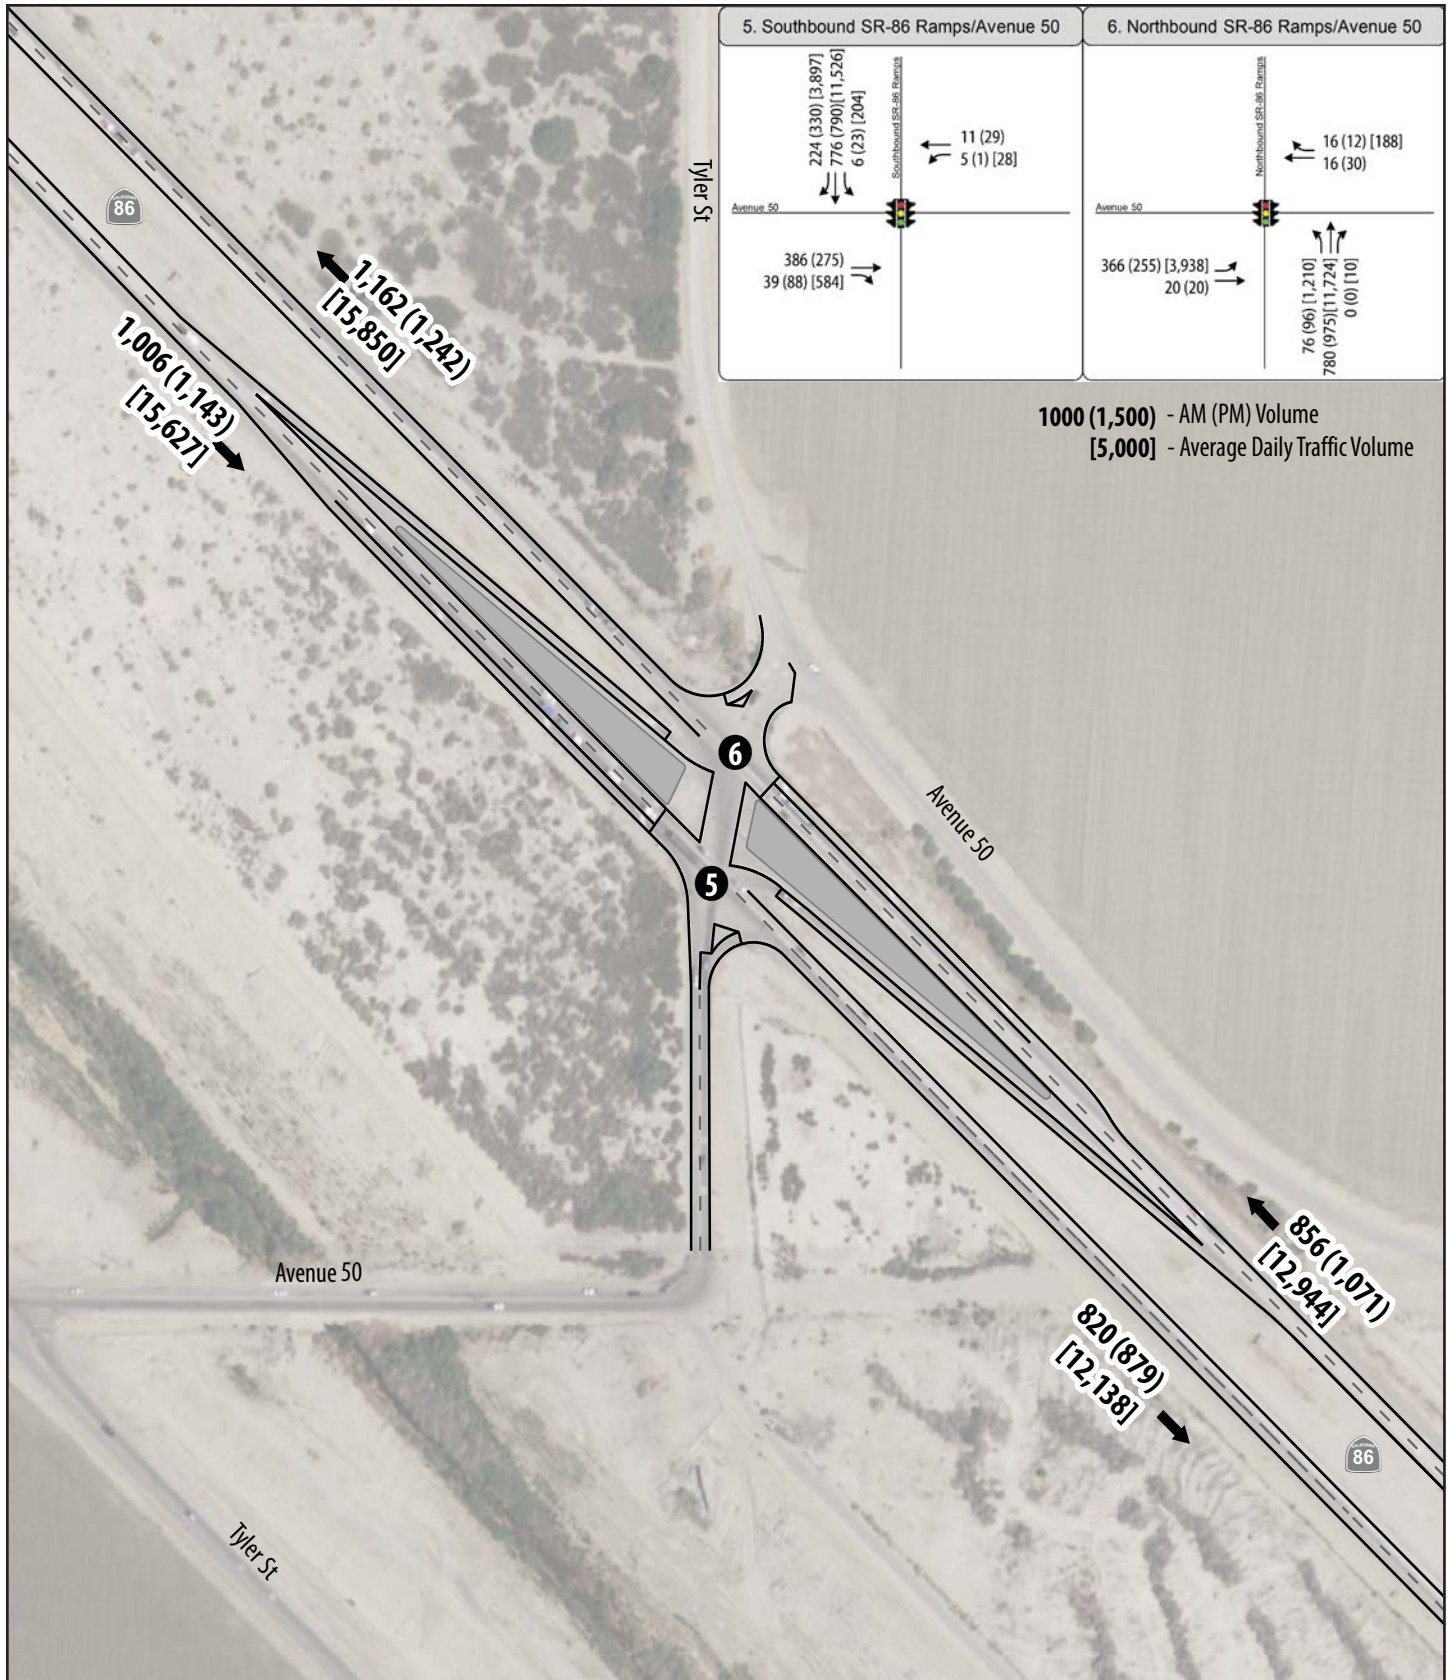 5. Southbound SR-86 Ramps/Avenue 50
224 (330) [3,897]
776 (790)[11,526]
6 (23) [204]
Southbound SR-86 Ramps
11 (29)
5 (1) [28]
Avenue 50
386 (275)
39 (88) [584]
6. Northbound SR-86 Ramps/Avenue 50
Northbound SR-86 Ramps
16 (12) [188]
16 (30)
Avenue 50
366 (255) [3,938]
20 (20)
76 (96) [1,210]
780 (975)[11,724]
0 (0) [10]
1000 (1,500) - AM (PM) Volume
[5,000] - Average Daily Traffic Volume
Tyler St
CALIFORNIA
86
1,162 (1,242)
[15,850]
1,006 (1,143)
[15,627]
6
Avenue 50
5
856 (1,071)
[12,944]
Avenue 50
820 (879)
[12,138]
CALIFORNIA
86
Tyler St